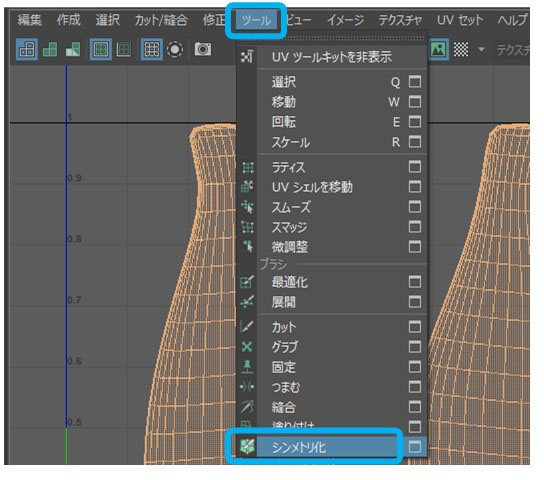 編集 作成 選択 カット/縫合 修正 ツール ビュー イメージ テクスチャ UV セット ヘルプ
テクスチ
UV ツールキットを非表示
選択 Q
移動 W
回転 E
スケール R
ラティス
UV シェルを移動
スムーズ
スマッジ
微調整
ブラシ
最適化
展開
カット
グラブ
固定
つまむ
縫合
塗り付け
シンメトリ化
1
0.9
0.8
0.7
0.6
0.5